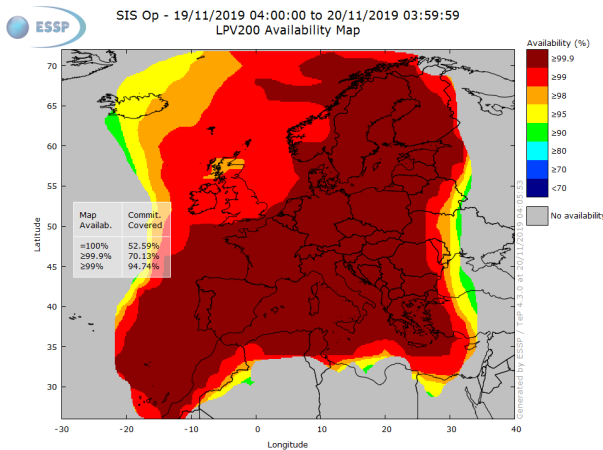 ESSP
SIS Op - 19/11/2019 04:00:00 to 20/11/2019 03:59:59
LPV200 Availability Map
Availability (%)
≥99.9
≥99
≥98
≥95
≥90
≥80
≥70
<70
No availability
Latitude
70
65
60
55
50
45
40
35
30
Map Commit.
Availab. Covered
=100% 52.59%
≥99.9% 70.13%
≥99% 94.74%
-30 -20 -10 0 10 20 30 40
Longitude
Generated by ESSP / TeP 4.3.0 at 20/11/2019 04:05:53